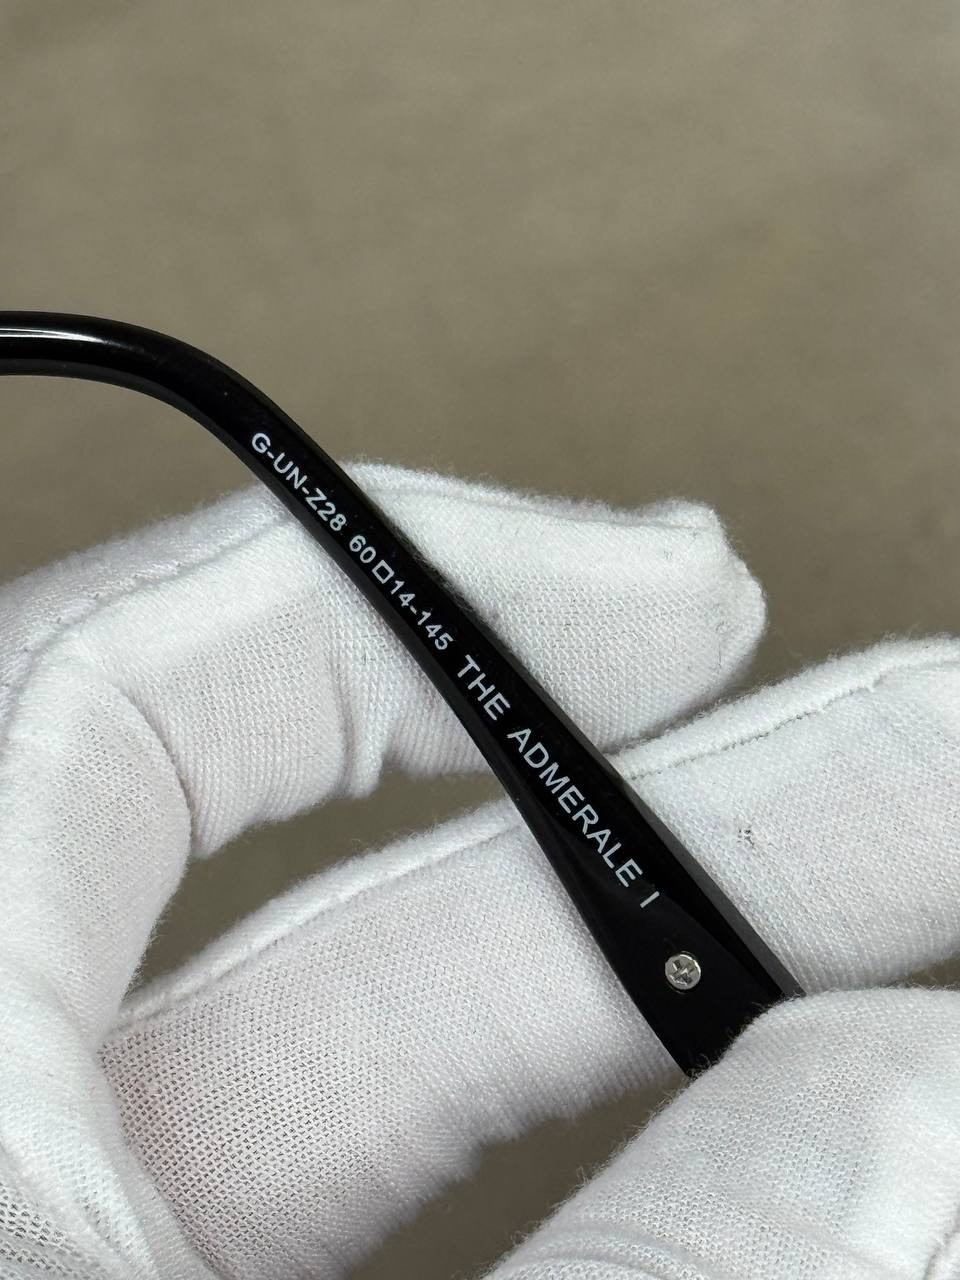 G-UN-Z28 60□14-145 THE ADMERALE I